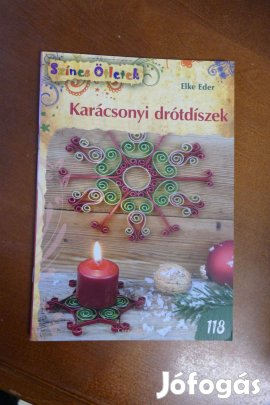 Színes Ötletek
Elke Eder
Karácsonyi drótdíszek
118
Jófogás